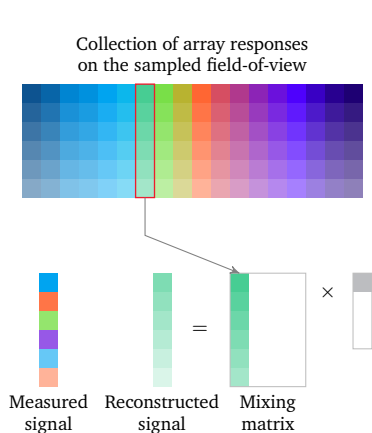 Collection of array responses
on the sampled field-of-view
= ×
Measured Reconstructed Mixing
signal signal matrix